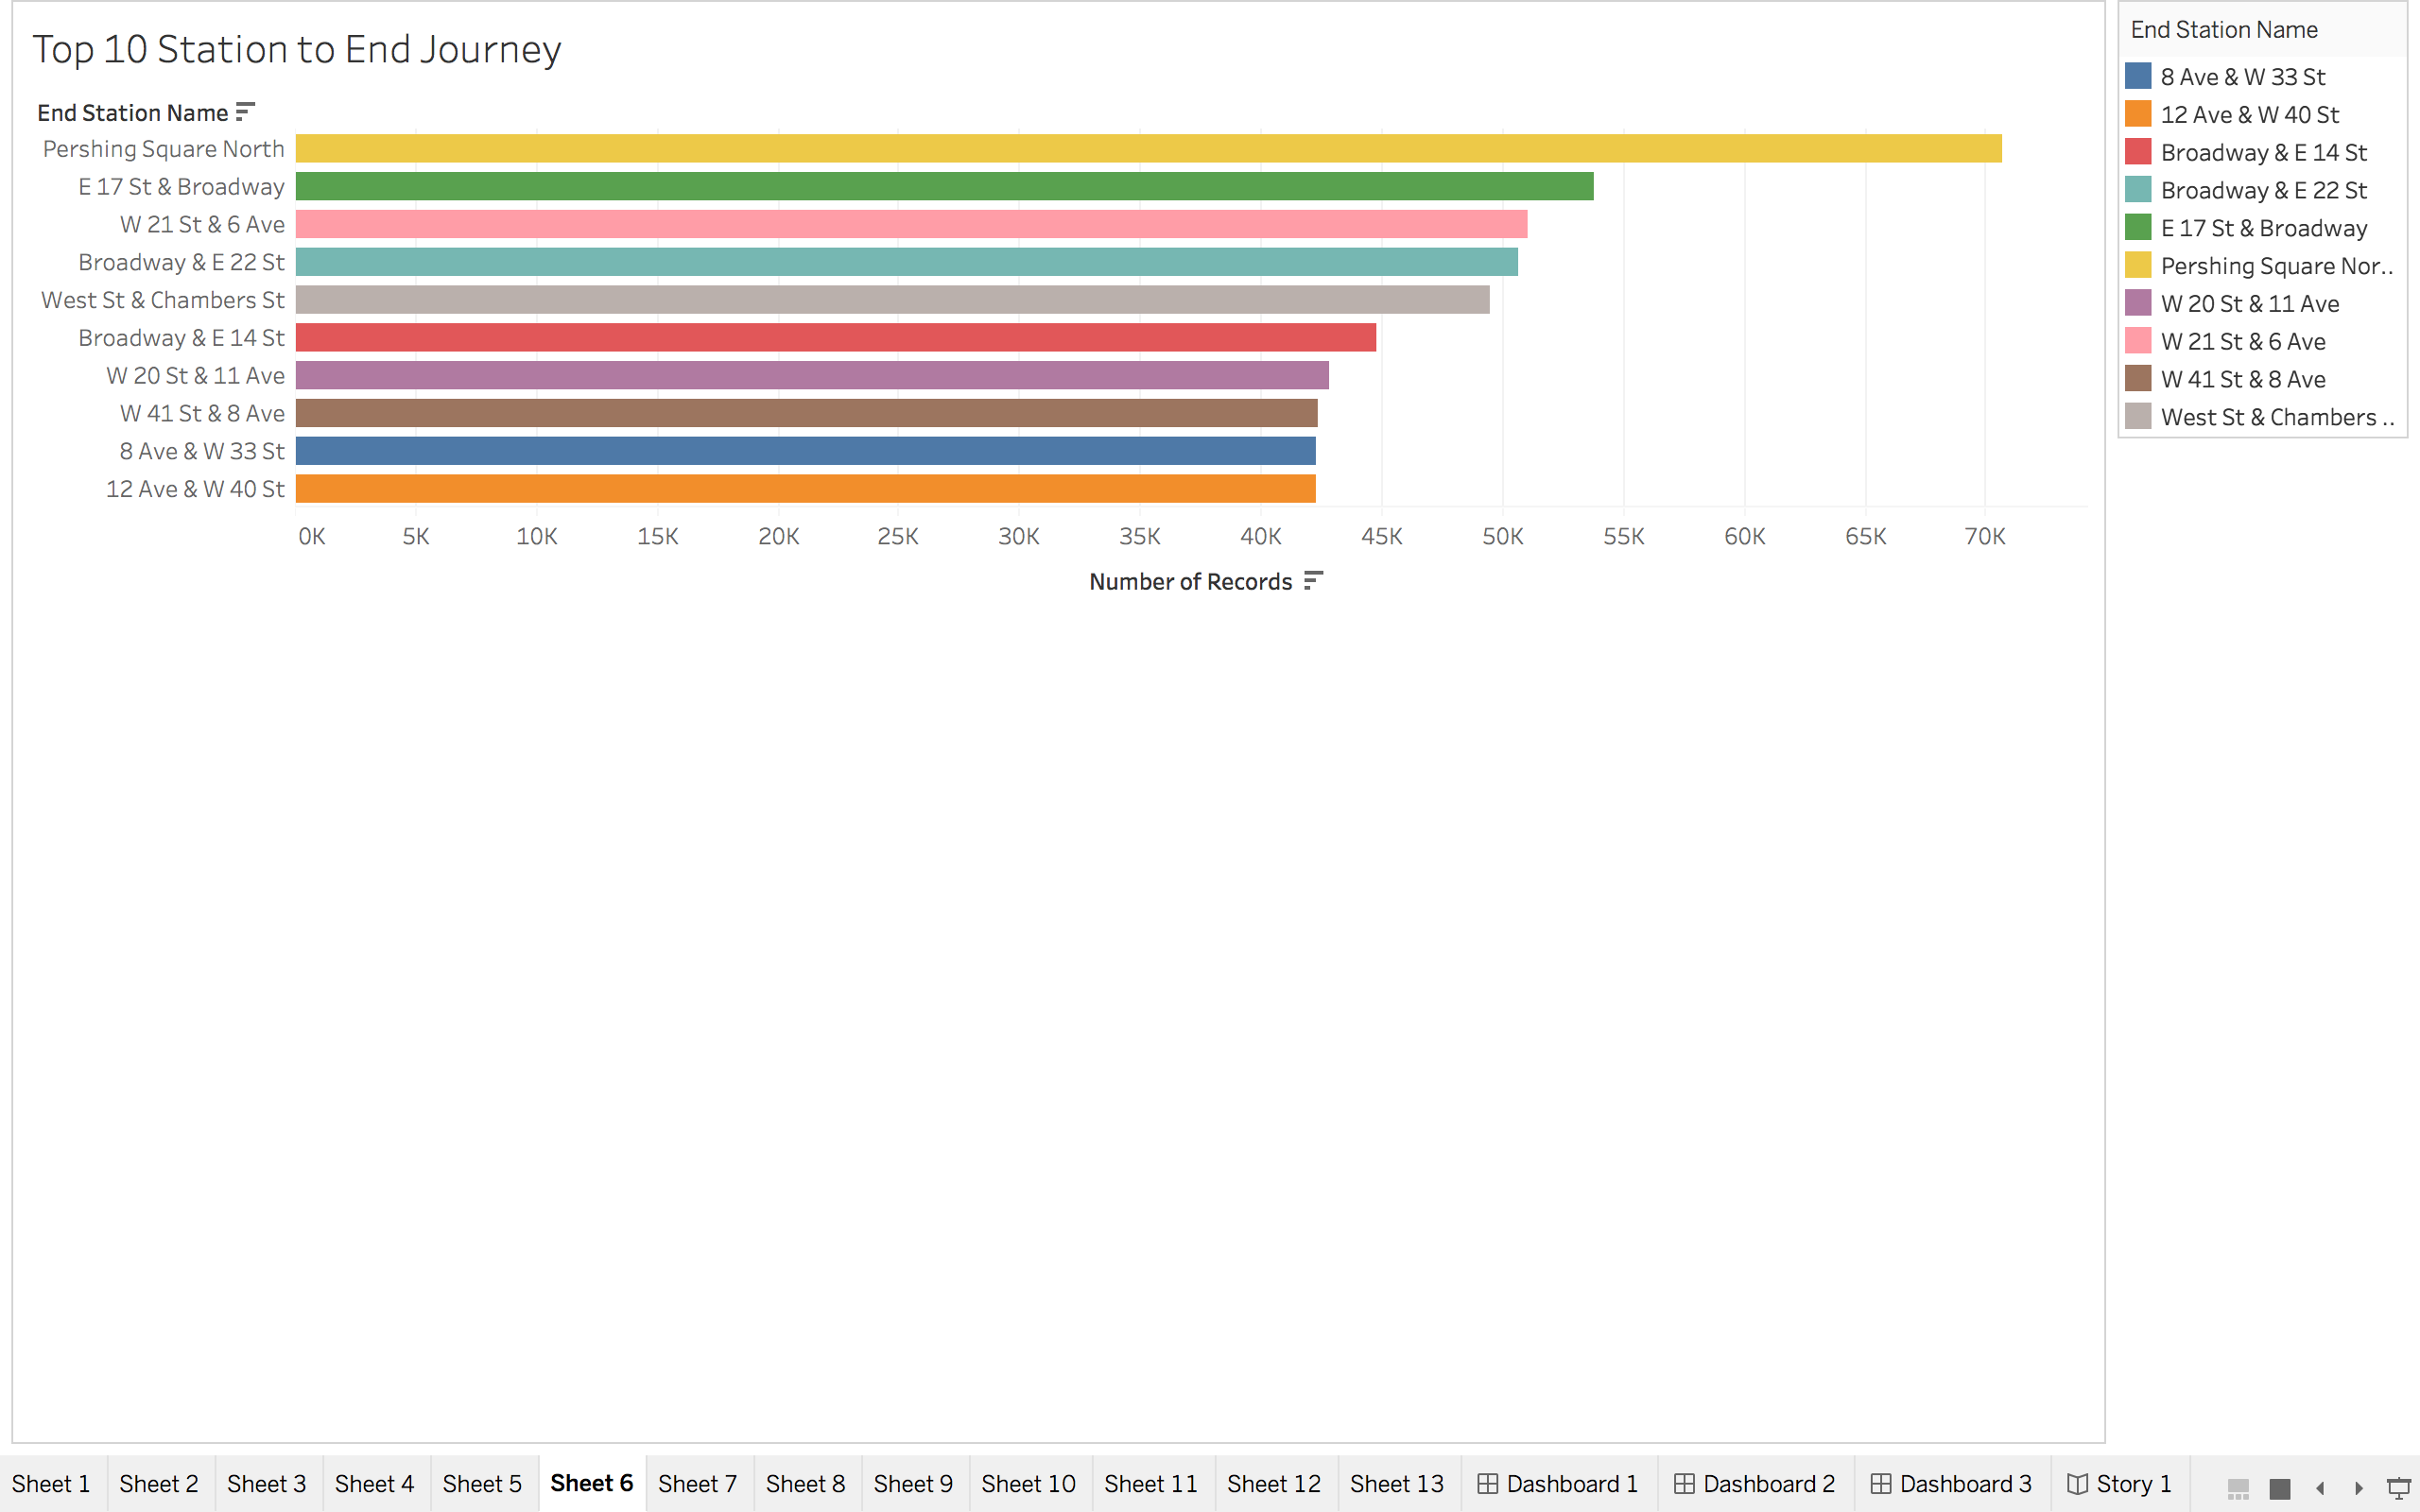 Top 10 Station to End Journey
End Station Name
Pershing Square North
E 17 St & Broadway
W 21 St & 6 Ave
Broadway & E 22 St
West St & Chambers St
Broadway & E 14 St
W 20 St & 11 Ave
W 41 St & 8 Ave
8 Ave & W 33 St
12 Ave & W 40 St
0K 5K 10K 15K 20K 25K 30K 35K 40K 45K 50K 55K 60K 65K 70K
Number of Records
End Station Name
8 Ave & W 33 St
12 Ave & W 40 St
Broadway & E 14 St
Broadway & E 22 St
E 17 St & Broadway
Pershing Square Nor..
W 20 St & 11 Ave
W 21 St & 6 Ave
W 41 St & 8 Ave
West St & Chambers ..
Sheet 1 Sheet 2 Sheet 3 Sheet 4 Sheet 5 Sheet 6 Sheet 7 Sheet 8 Sheet 9 Sheet 10 Sheet 11 Sheet 12 Sheet 13 Dashboard 1 Dashboard 2 Dashboard 3 Story 1